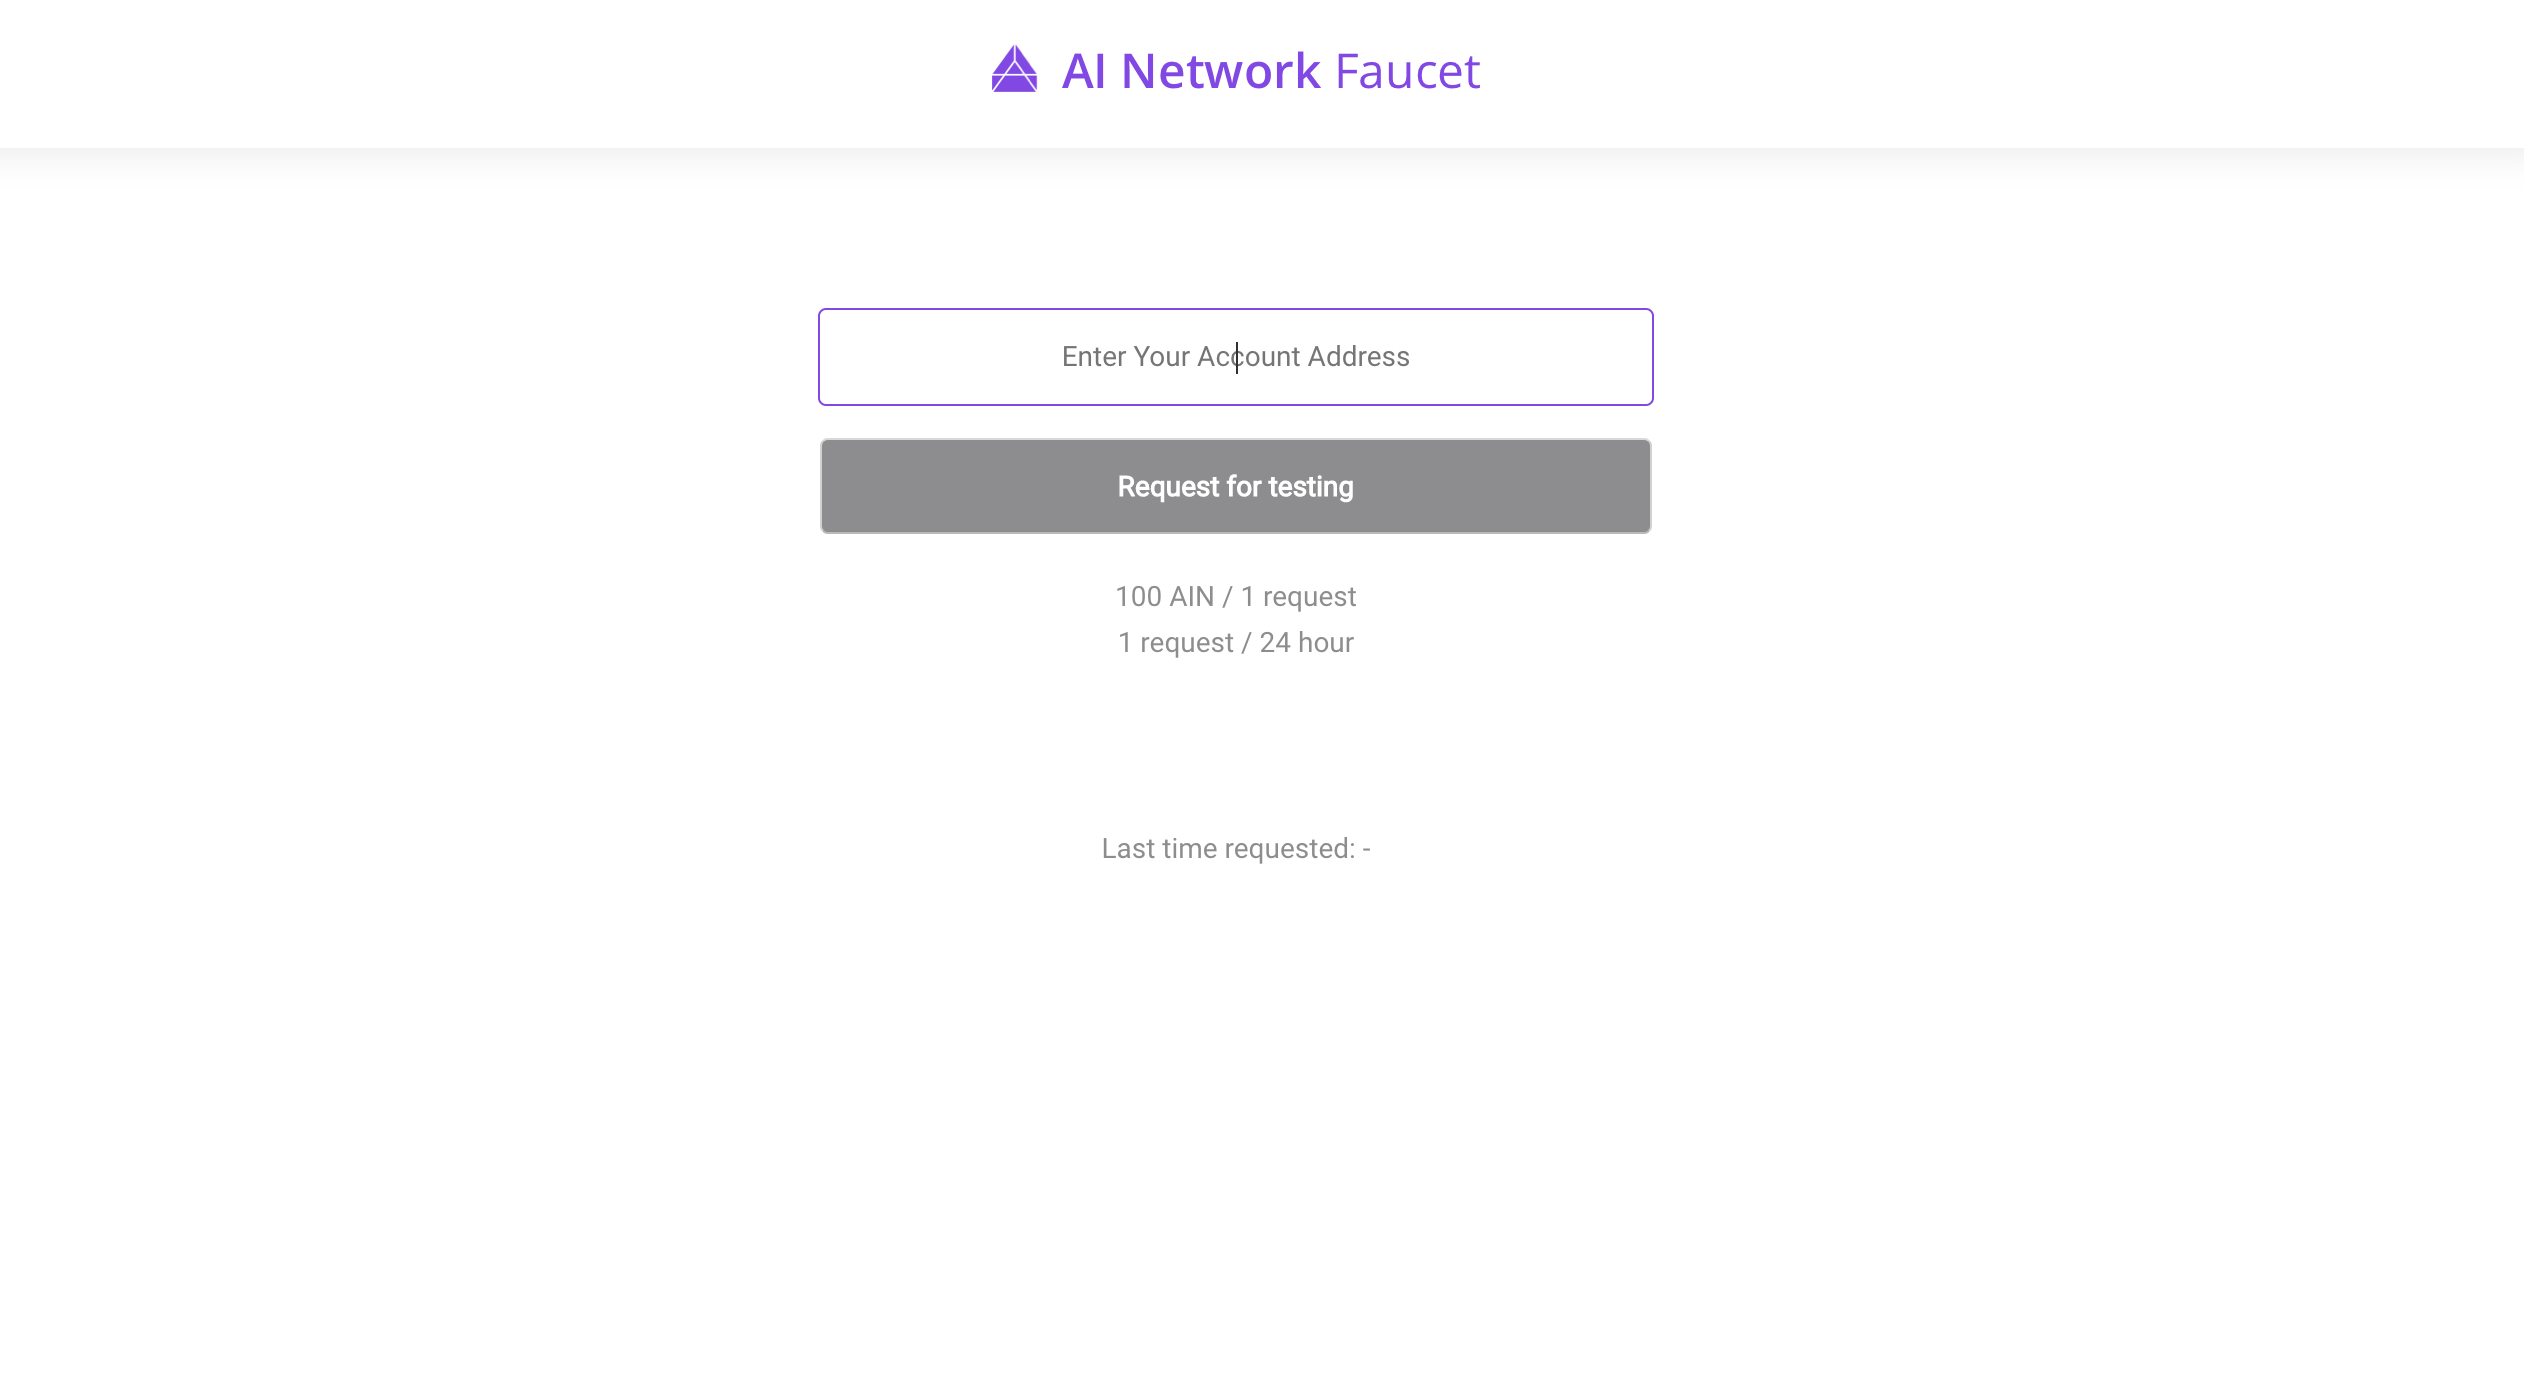 AI Network Faucet
Enter Your Account Address
Request for testing
100 AIN / 1 request
1 request / 24 hour
Last time requested: -